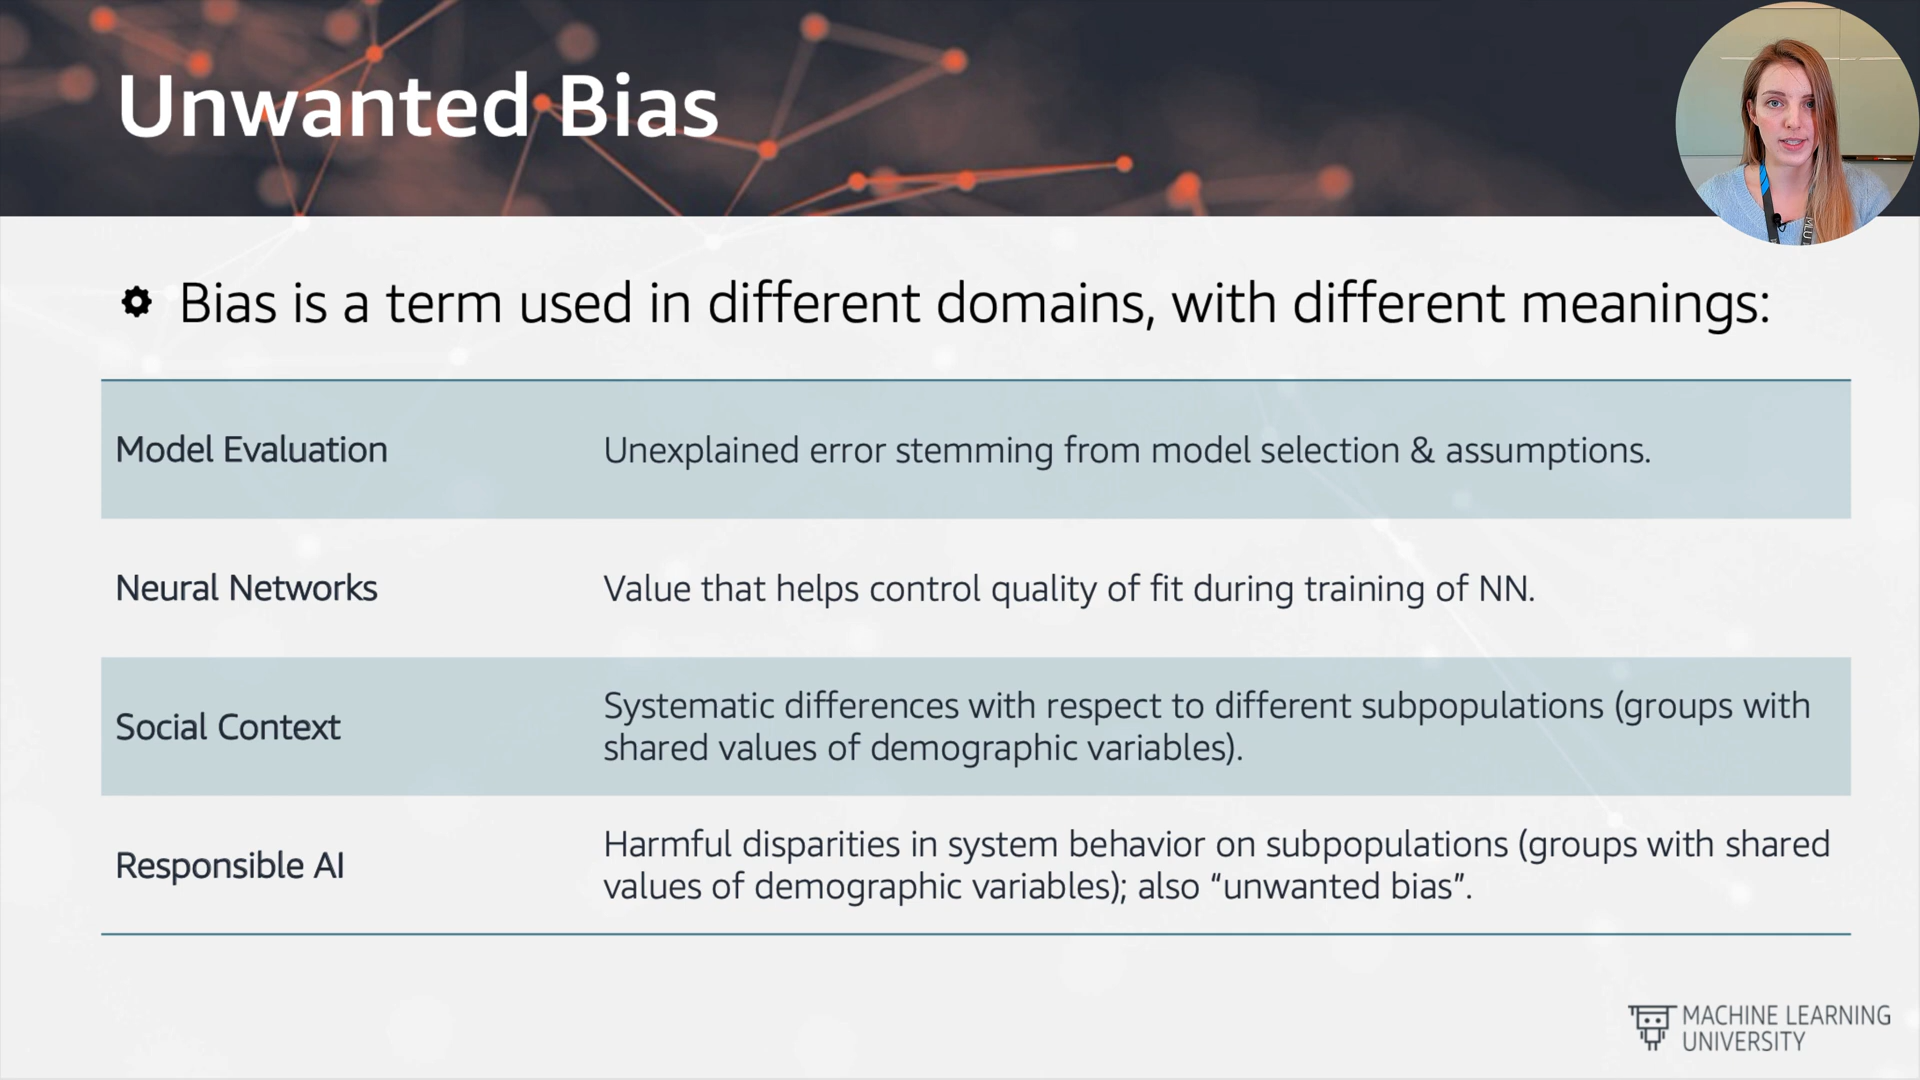 Unwanted Bias
Bias is a term used in different domains, with different meanings:
Model Evaluation
Unexplained error stemming from model selection & assumptions.
Neural Networks
Value that helps control quality of fit during training of NN.
Social Context
Systematic differences with respect to different subpopulations (groups with
shared values of demographic variables).
Responsible AI
Harmful disparities in system behavior on subpopulations (groups with shared
values of demographic variables); also “unwanted bias”.
MACHINE LEARNING
UNIVERSITY
MLU